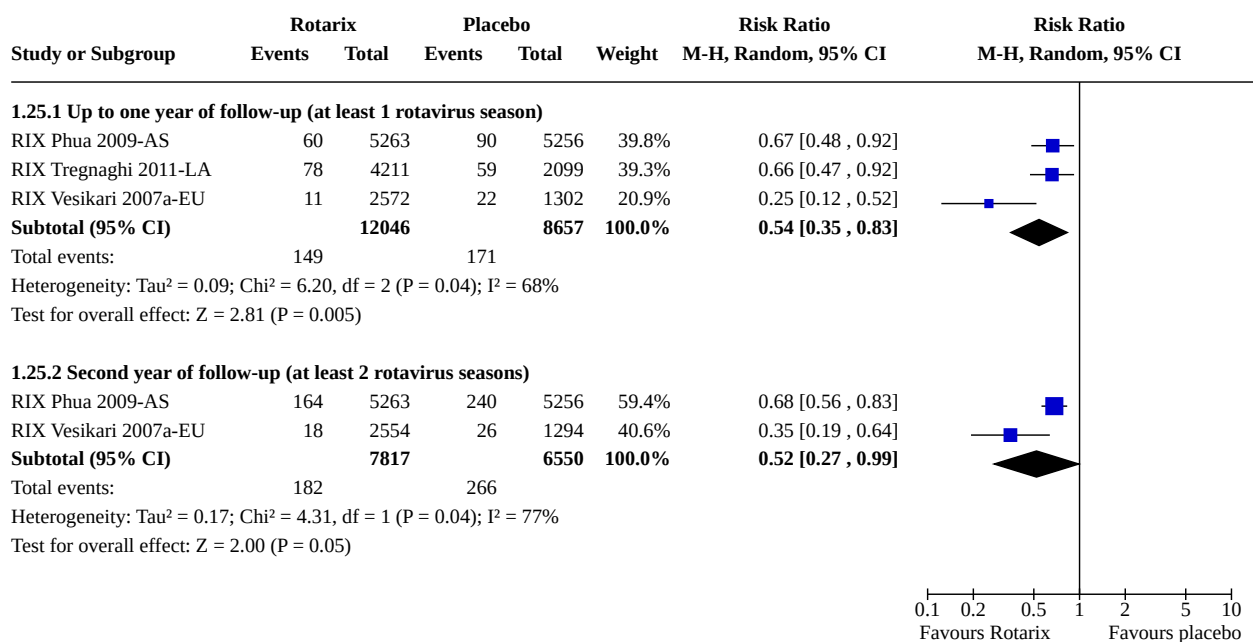 Rotarix Placebo Risk Ratio Risk Ratio
Study or Subgroup Events Total Events Total Weight M-H, Random, 95% CI M-H, Random, 95% CI
1.25.1 Up to one year of follow-up (at least 1 rotavirus season)
RIX Phua 2009-AS 60 5263 90 5256 39.8% 0.67 [0.48 , 0.92]
RIX Tregnaghi 2011-LA 78 4211 59 2099 39.3% 0.66 [0.47 , 0.92]
RIX Vesikari 2007a-EU 11 2572 22 1302 20.9% 0.25 [0.12 , 0.52]
Subtotal (95% CI) 12046 8657 100.0% 0.54 [0.35 , 0.83]
Total events: 149 171
Heterogeneity: Tau² = 0.09; Chi² = 6.20, df = 2 (P = 0.04); I² = 68%
Test for overall effect: Z = 2.81 (P = 0.005)
1.25.2 Second year of follow-up (at least 2 rotavirus seasons)
RIX Phua 2009-AS 164 5263 240 5256 59.4% 0.68 [0.56 , 0.83]
RIX Vesikari 2007a-EU 18 2554 26 1294 40.6% 0.35 [0.19 , 0.64]
Subtotal (95% CI) 7817 6550 100.0% 0.52 [0.27 , 0.99]
Total events: 182 266
Heterogeneity: Tau² = 0.17; Chi² = 4.31, df = 1 (P = 0.04); I² = 77%
Test for overall effect: Z = 2.00 (P = 0.05)
0.1 0.2 0.5 1 2 5 10
Favours Rotarix Favours placebo